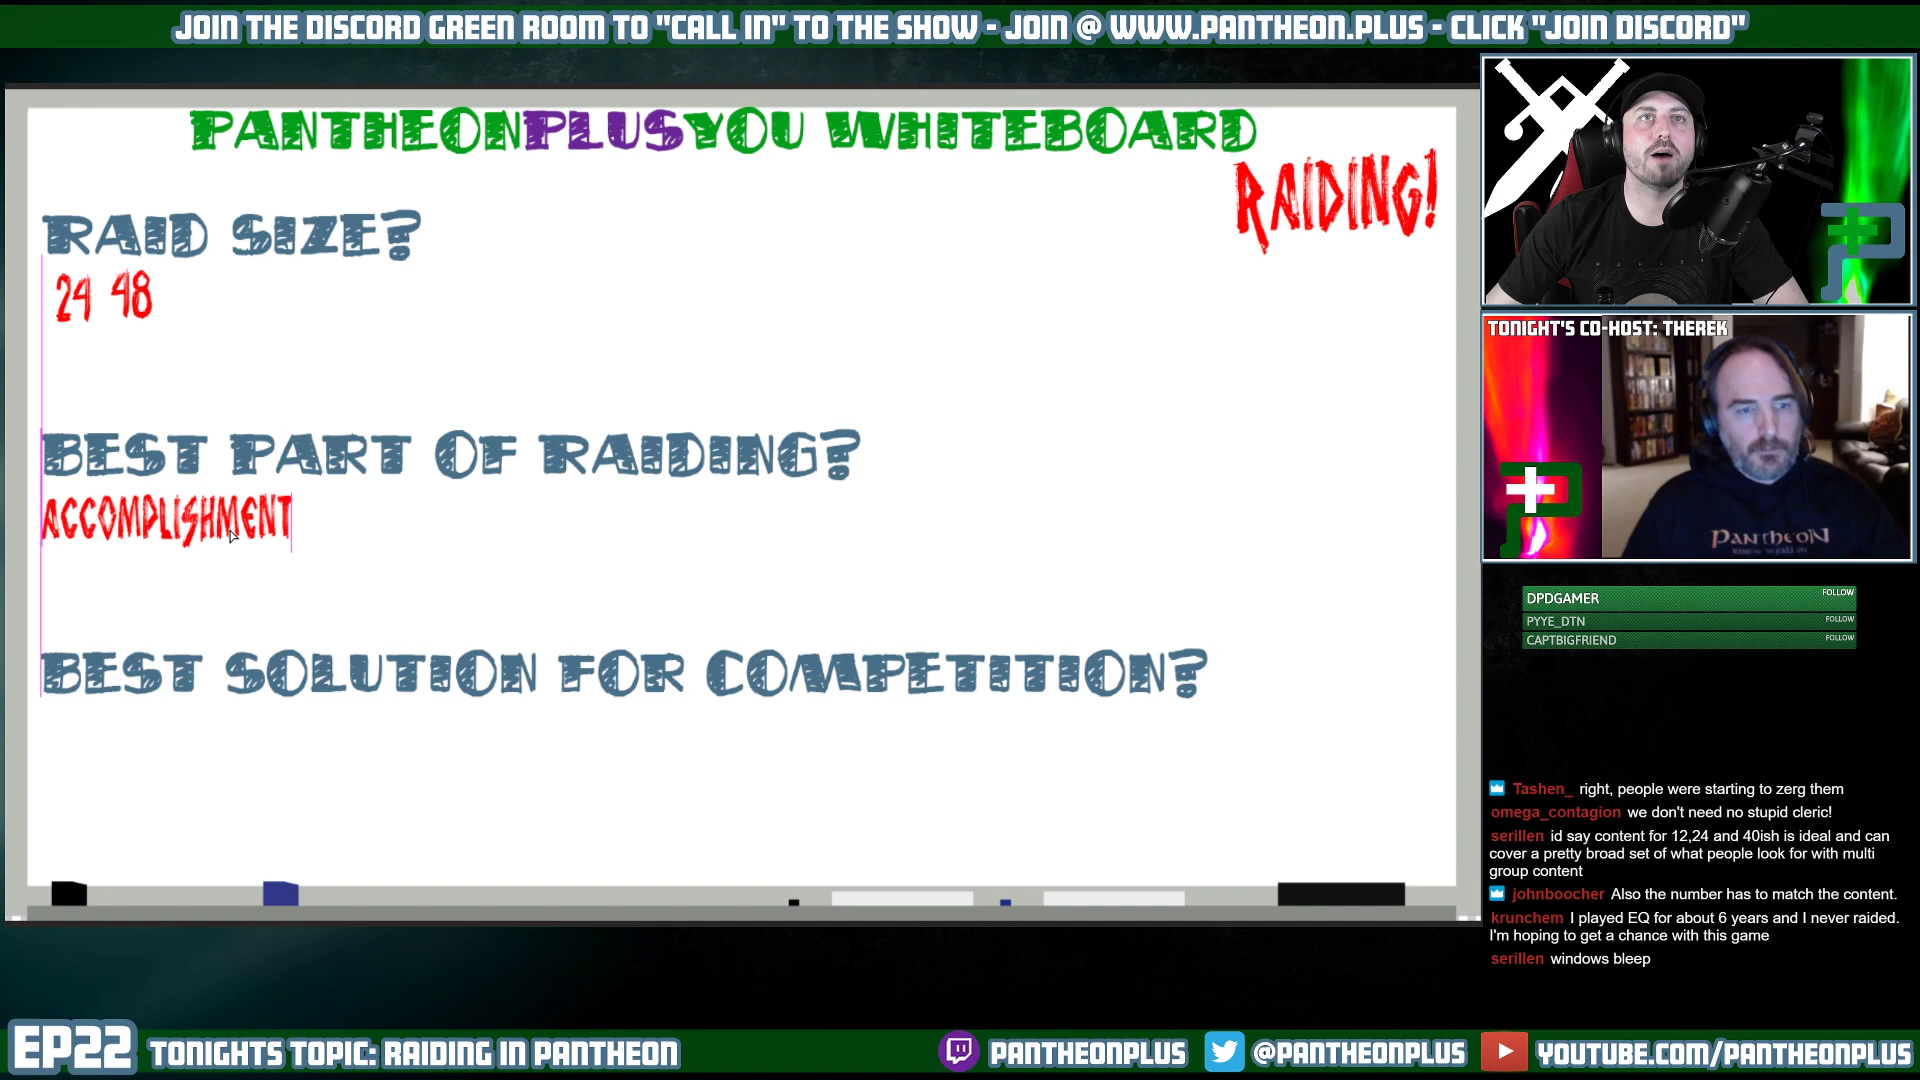 JOIN THE DISCORD GREEN ROOM TO "CALL IN" TO THE SHOW - JOIN @ WWW.PANTHEON.PLUS - CLICK "JOIN DISCORD"
PANTHEONPLUSYOU WHITEBOARD
RAIDING!
RAID SIZE?
24 48
BEST PART OF RAIDING?
ACCOMPLISHMENT
BEST SOLUTION FOR COMPETITION?
TONIGHT'S CO-HOST: THEREK
PANTHEON
RISE OF THE FALLEN
DPDGAMER FOLLOW
PYYE_DTN FOLLOW
CAPTBIGFRIEND FOLLOW
Tashen_ right, people were starting to zerg them
omega_contagion we don't need no stupid cleric!
serillen id say content for 12,24 and 40ish is ideal and can
cover a pretty broad set of what people look for with multi
group content
johnboocher Also the number has to match the content.
krunchem I played EQ for about 6 years and I never raided.
I'm hoping to get a chance with this game
serillen windows bleep
EP22 TONIGHTS TOPIC: RAIDING IN PANTHEON
PANTHEONPLUS
@PANTHEONPLUS
YOUTUBE.COM/PANTHEONPLUS